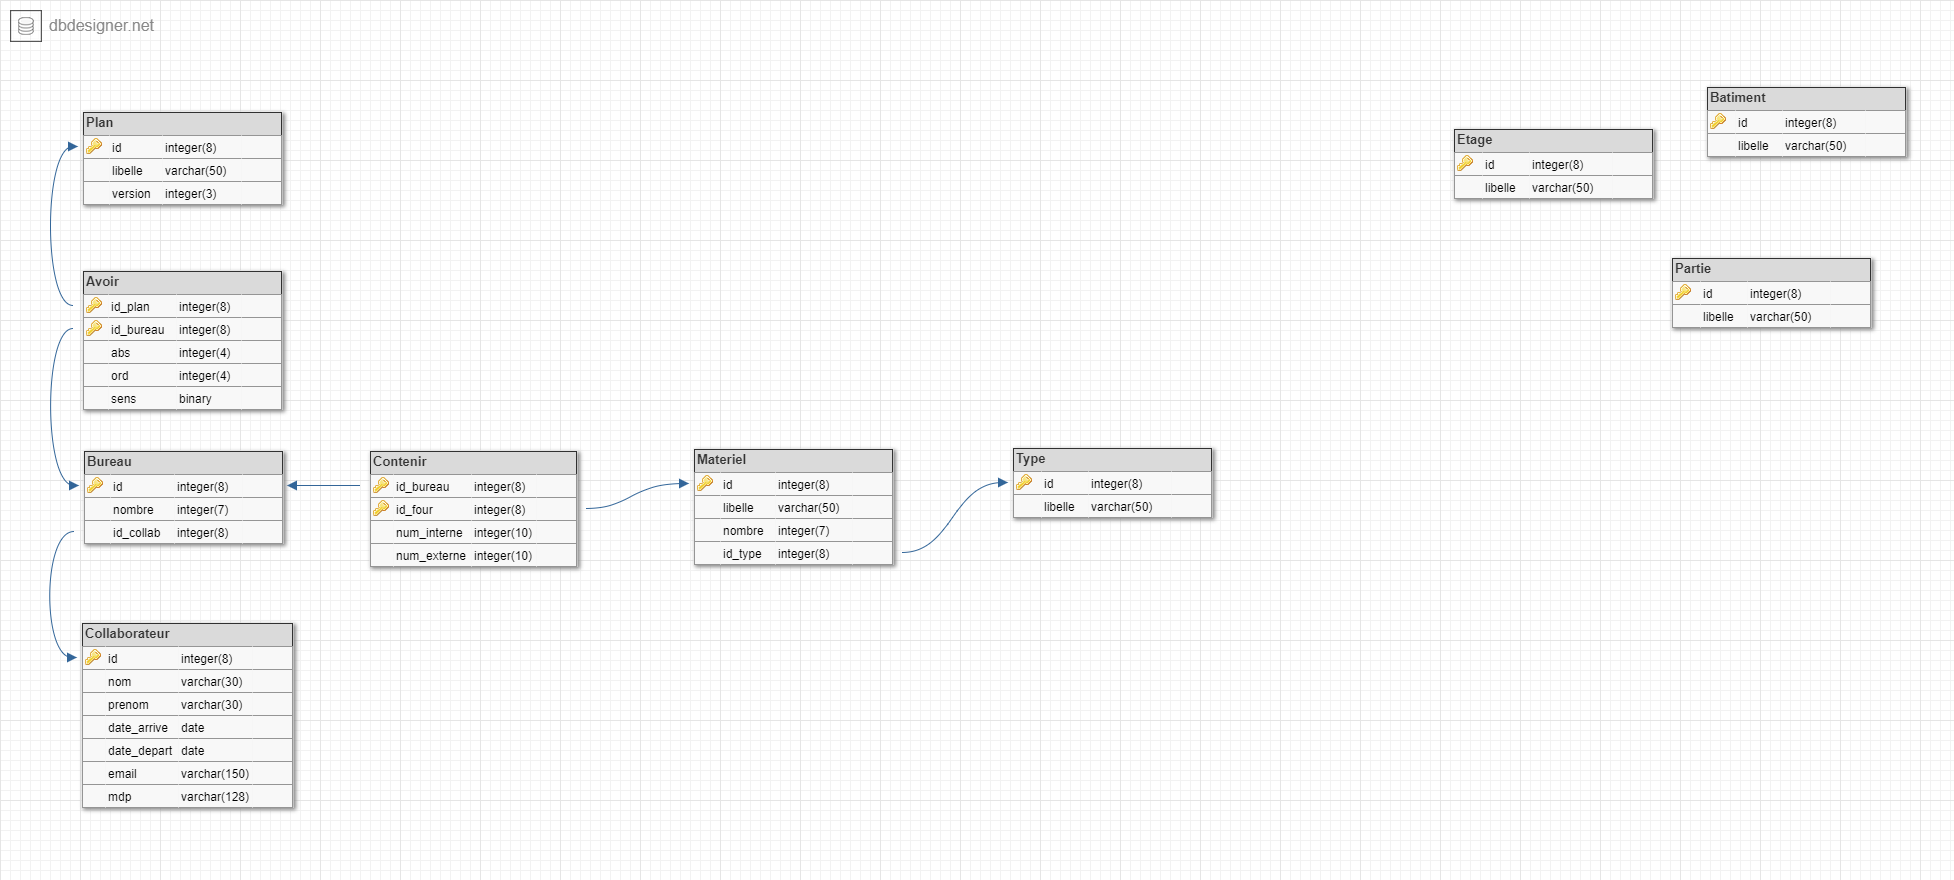 dbdesigner.net
Plan
id integer(8)
libelle varchar(50)
version integer(3)
Avoir
id_plan integer(8)
id_bureau integer(8)
abs integer(4)
ord integer(4)
sens binary
Bureau
id integer(8)
nombre integer(7)
id_collab integer(8)
Collaborateur
id integer(8)
nom varchar(30)
prenom varchar(30)
date_arrive date
date_depart date
email varchar(150)
mdp varchar(128)
Contenir
id_bureau integer(8)
id_four integer(8)
num_interne integer(10)
num_externe integer(10)
Materiel
id integer(8)
libelle varchar(50)
nombre integer(7)
id_type integer(8)
Type
id integer(8)
libelle varchar(50)
Etage
id integer(8)
libelle varchar(50)
Batiment
id integer(8)
libelle varchar(50)
Partie
id integer(8)
libelle varchar(50)